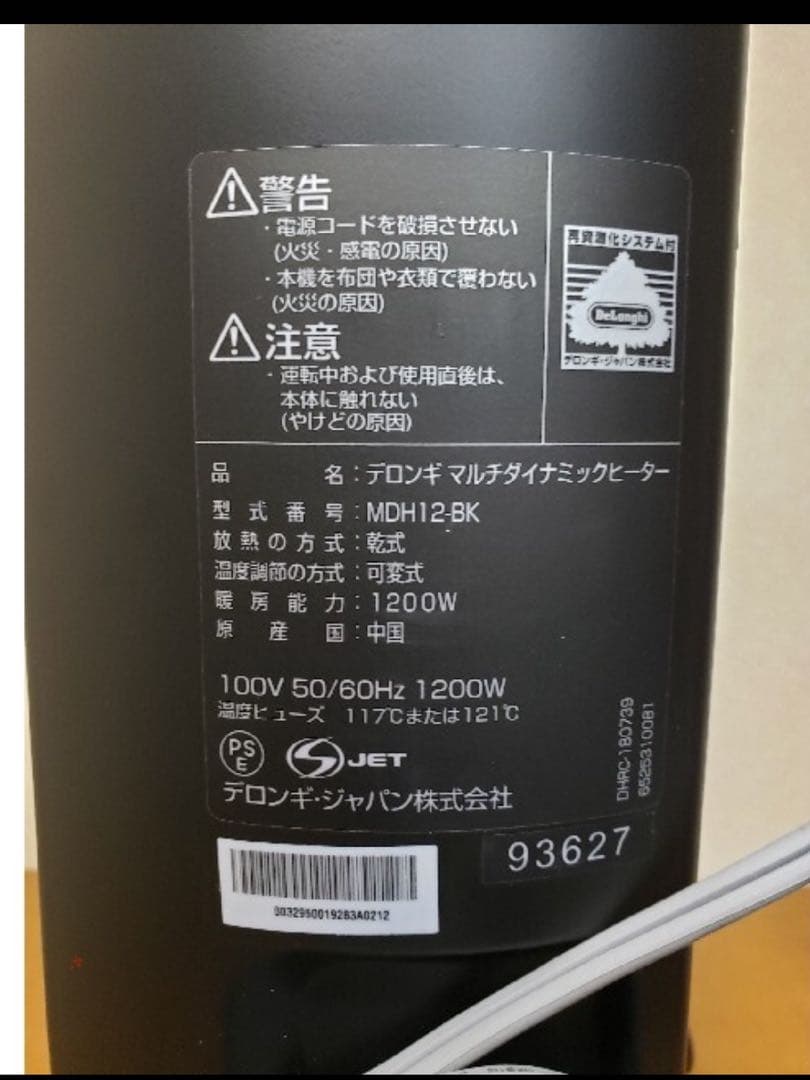 警告
・電源コードを破損させない
(火災・感電の原因)
・本機を布団や衣類で覆わない
(火災の原因)
注意
・運転中および使用直後は、
本体に触れない
(やけどの原因)
再資源化システム付
DeLonghi
デロンギ・ジャパン株式会社
品名：デロンギ マルチダイナミックヒーター
型式番号：MDH12-BK
放熱の方式：乾式
温度調節の方式：可変式
暖房能力：1200W
原産国：中国
100V 50/60Hz 1200W
温度ヒューズ 117℃または121℃
PS
E
JET
デロンギ・ジャパン株式会社
DHRC-180739
6525310081
93627
0032960019283A0212